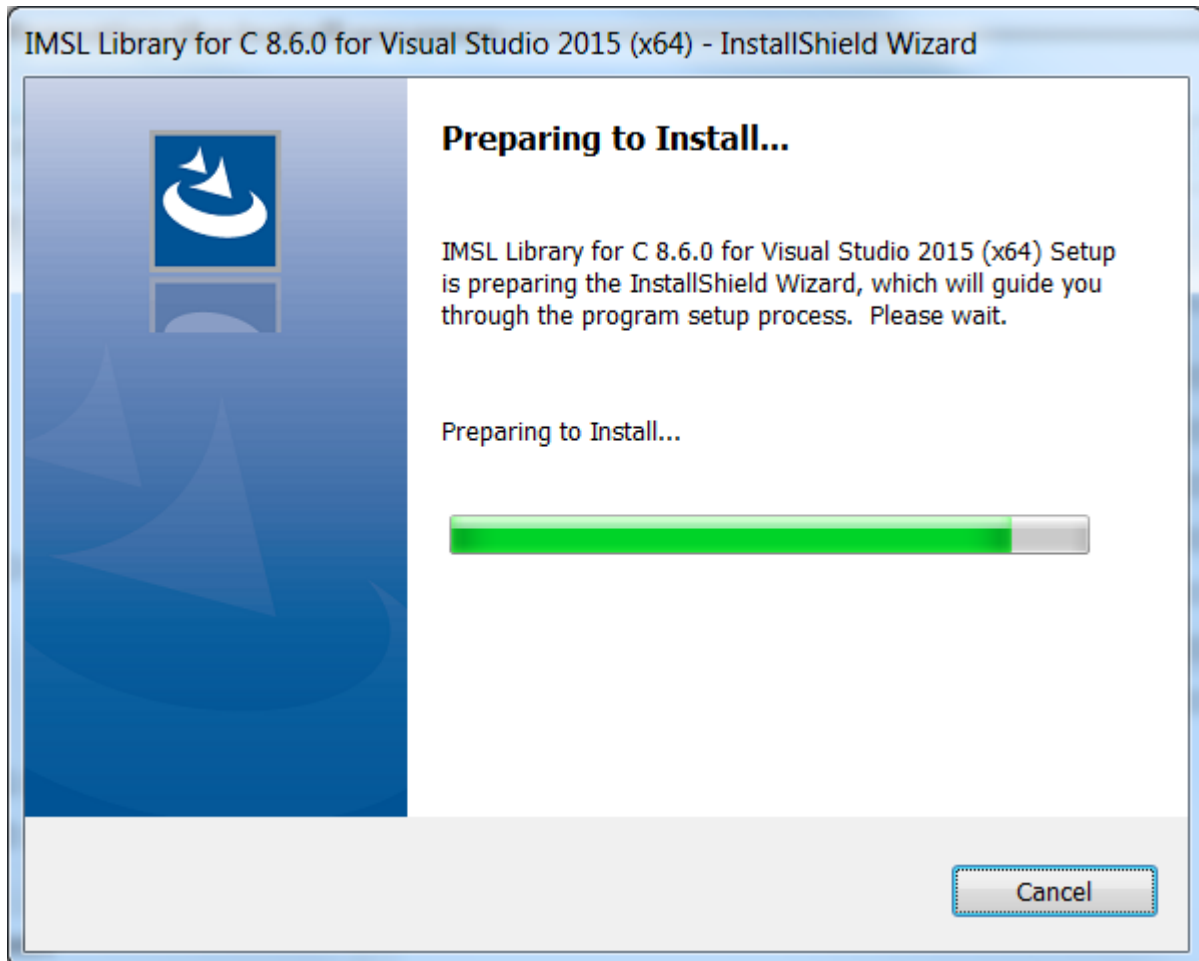 IMSL Library for C 8.6.0 for Visual Studio 2015 (x64) - InstallShield Wizard
Preparing to Install...
IMSL Library for C 8.6.0 for Visual Studio 2015 (x64) Setup
is preparing the InstallShield Wizard, which will guide you
through the program setup process.  Please wait.
Preparing to Install...
Cancel